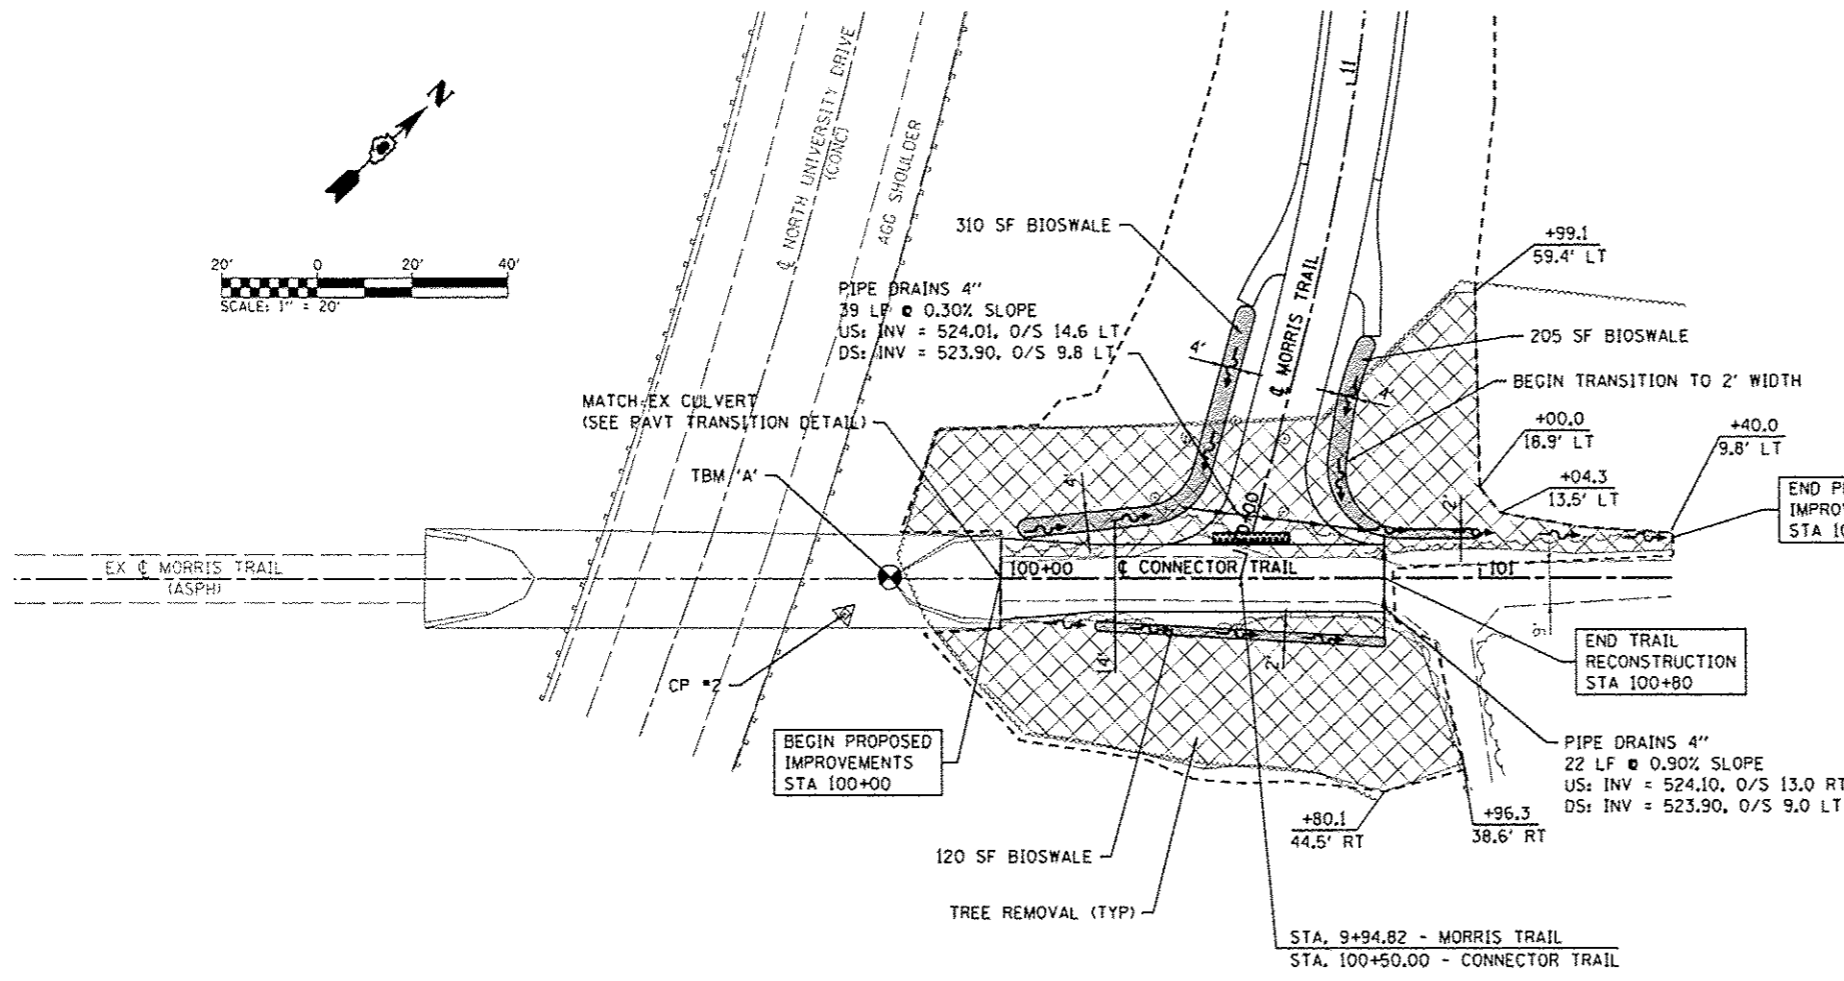 N
20' 0 20' 40'
SCALE: 1" = 20'
℄ NORTH UNIVERSITY DRIVE
(CONC)
AGG SHOULDER
310 SF BIOSWALE
PIPE DRAINS 4"
39 LF @ 0.30% SLOPE
US: INV = 524.01, O/S 14.6 LT
DS: INV = 523.90, O/S 9.8 LT
MATCH EX CULVERT
(SEE PAVT TRANSITION DETAIL)
TBM 'A'
11
℄ MORRIS TRAIL
4'
4'
+99.1
59.4' LT
205 SF BIOSWALE
BEGIN TRANSITION TO 2' WIDTH
+00.0
18.9' LT
+40.0
9.8' LT
+04.3
13.5' LT
4'
2'
EX ℄ MORRIS TRAIL
(ASPH)
100+00
℄ CONNECTOR TRAIL
101
14'
2'
CP #2
BEGIN PROPOSED
IMPROVEMENTS
STA 100+00
END TRAIL
RECONSTRUCTION
STA 100+80
PIPE DRAINS 4"
22 LF @ 0.90% SLOPE
US: INV = 524.10, O/S 13.0 RT
DS: INV = 523.90, O/S 9.0 LT
+80.1
44.5' RT
+96.3
38.6' RT
120 SF BIOSWALE
TREE REMOVAL (TYP)
STA. 9+94.82 - MORRIS TRAIL
STA. 100+50.00 - CONNECTOR TRAIL